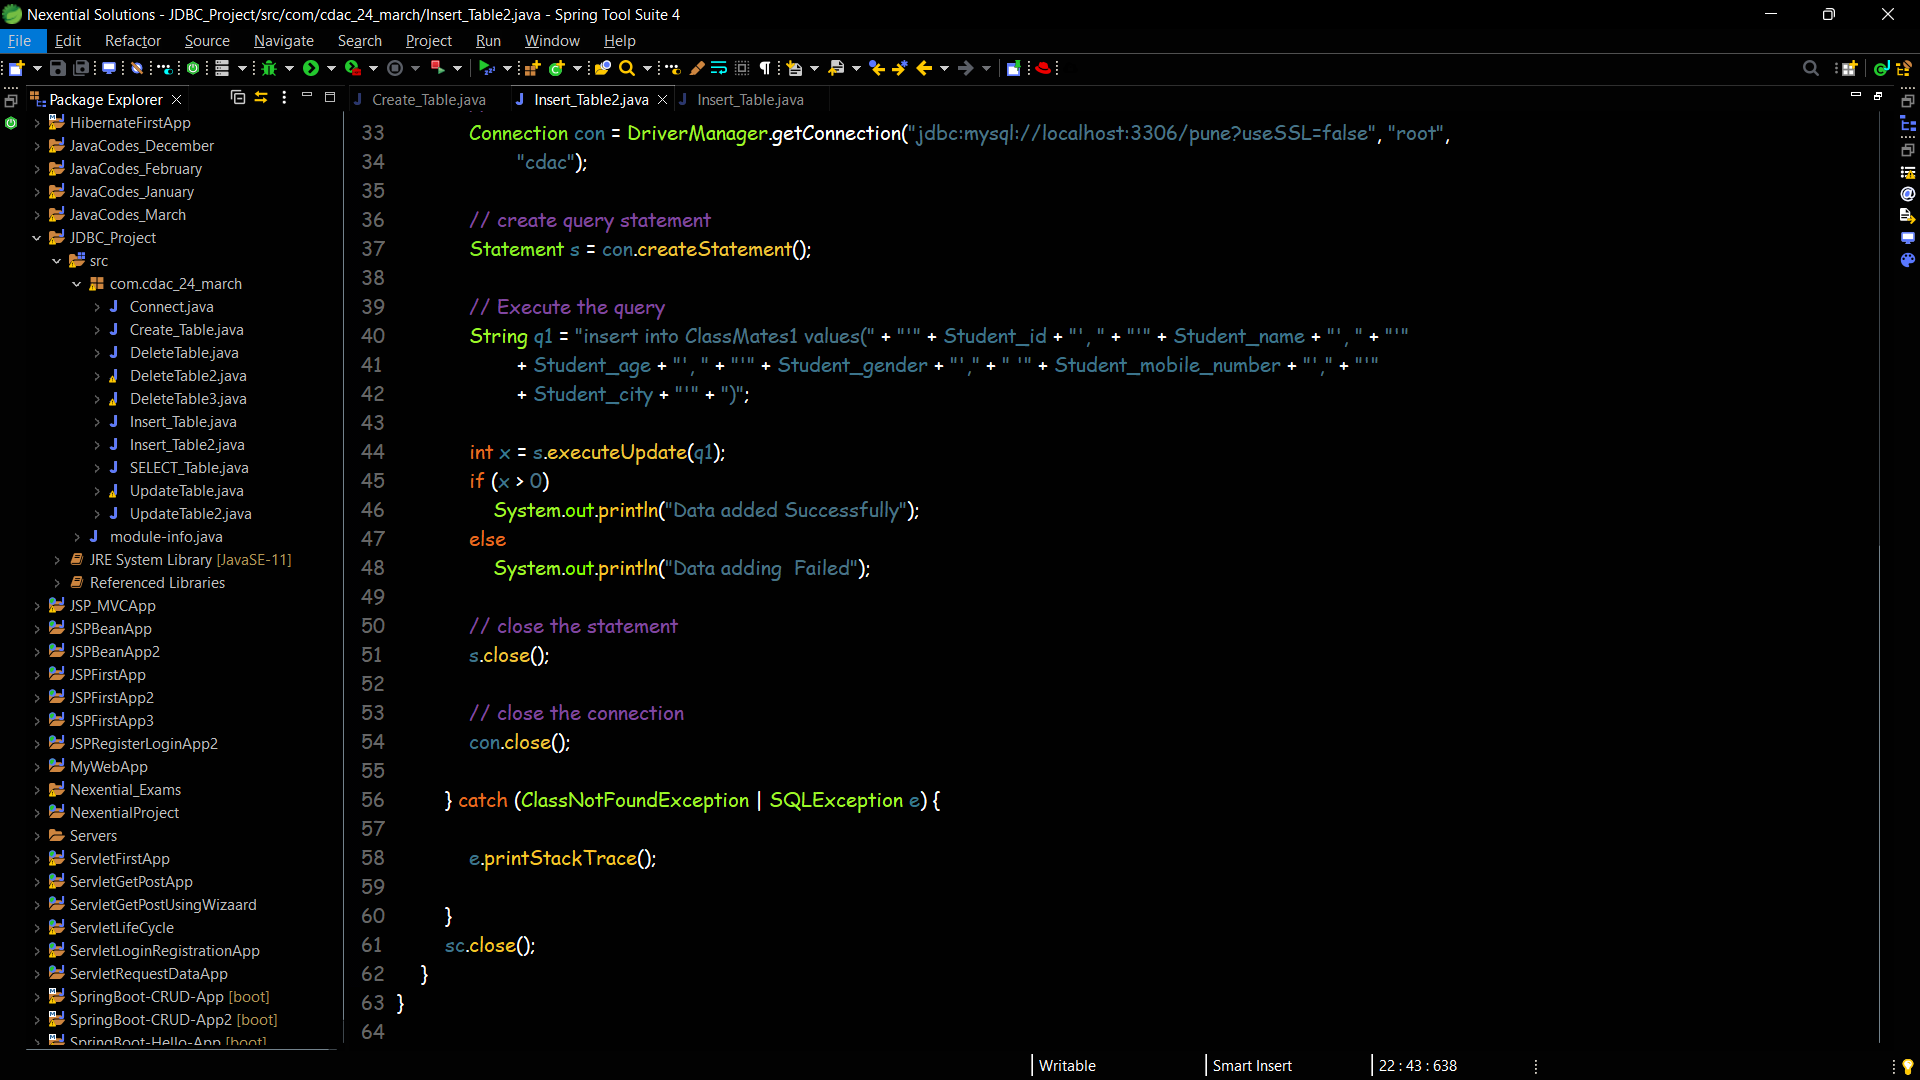 Nexential Solutions - JDBC_Project/src/com/cdac_24_march/Insert_Table2.java - Spring Tool Suite 4
File Edit Refactor Source Navigate Search Project Run Window Help
Package Explorer
HibernateFirstApp
JavaCodes_December
JavaCodes_February
JavaCodes_January
JavaCodes_March
JDBC_Project
src
com.cdac_24_march
Connect.java
Create_Table.java
DeleteTable.java
DeleteTable2.java
DeleteTable3.java
Insert_Table.java
Insert_Table2.java
SELECT_Table.java
UpdateTable.java
UpdateTable2.java
module-info.java
JRE System Library [JavaSE-11]
Referenced Libraries
JSP_MVCApp
JSPBeanApp
JSPBeanApp2
JSPFirstApp
JSPFirstApp2
JSPFirstApp3
JSPRegisterLoginApp2
MyWebApp
Nexential_Exams
NexentialProject
Servers
ServletFirstApp
ServletGetPostApp
ServletGetPostUsingWizaard
ServletLifeCycle
ServletLoginRegistrationApp
ServletRequestDataApp
SpringBoot-CRUD-App [boot]
SpringBoot-CRUD-App2 [boot]
SpringBoot-Hello-App [boot]
Create_Table.java Insert_Table2.java Insert_Table.java
33 Connection con = DriverManager.getConnection("jdbc:mysql://localhost:3306/pune?useSSL=false", "root",
34 "cdac");
35
36 // create query statement
37 Statement s = con.createStatement();
38
39 // Execute the query
40 String q1 = "insert into ClassMates1 values(" + "'" + Student_id + "', " + "'" + Student_name + "', " + "'"
41 + Student_age + "', " + "'" + Student_gender + "'," + " '" + Student_mobile_number + "'," + "'"
42 + Student_city + "'" + ")";
43
44 int x = s.executeUpdate(q1);
45 if (x > 0)
46 System.out.println("Data added Successfully");
47 else
48 System.out.println("Data adding  Failed");
49
50 // close the statement
51 s.close();
52
53 // close the connection
54 con.close();
55
56 } catch (ClassNotFoundException | SQLException e) {
57
58 e.printStackTrace();
59
60 }
61 sc.close();
62 }
63 }
64
Writable Smart Insert 22 : 43 : 638